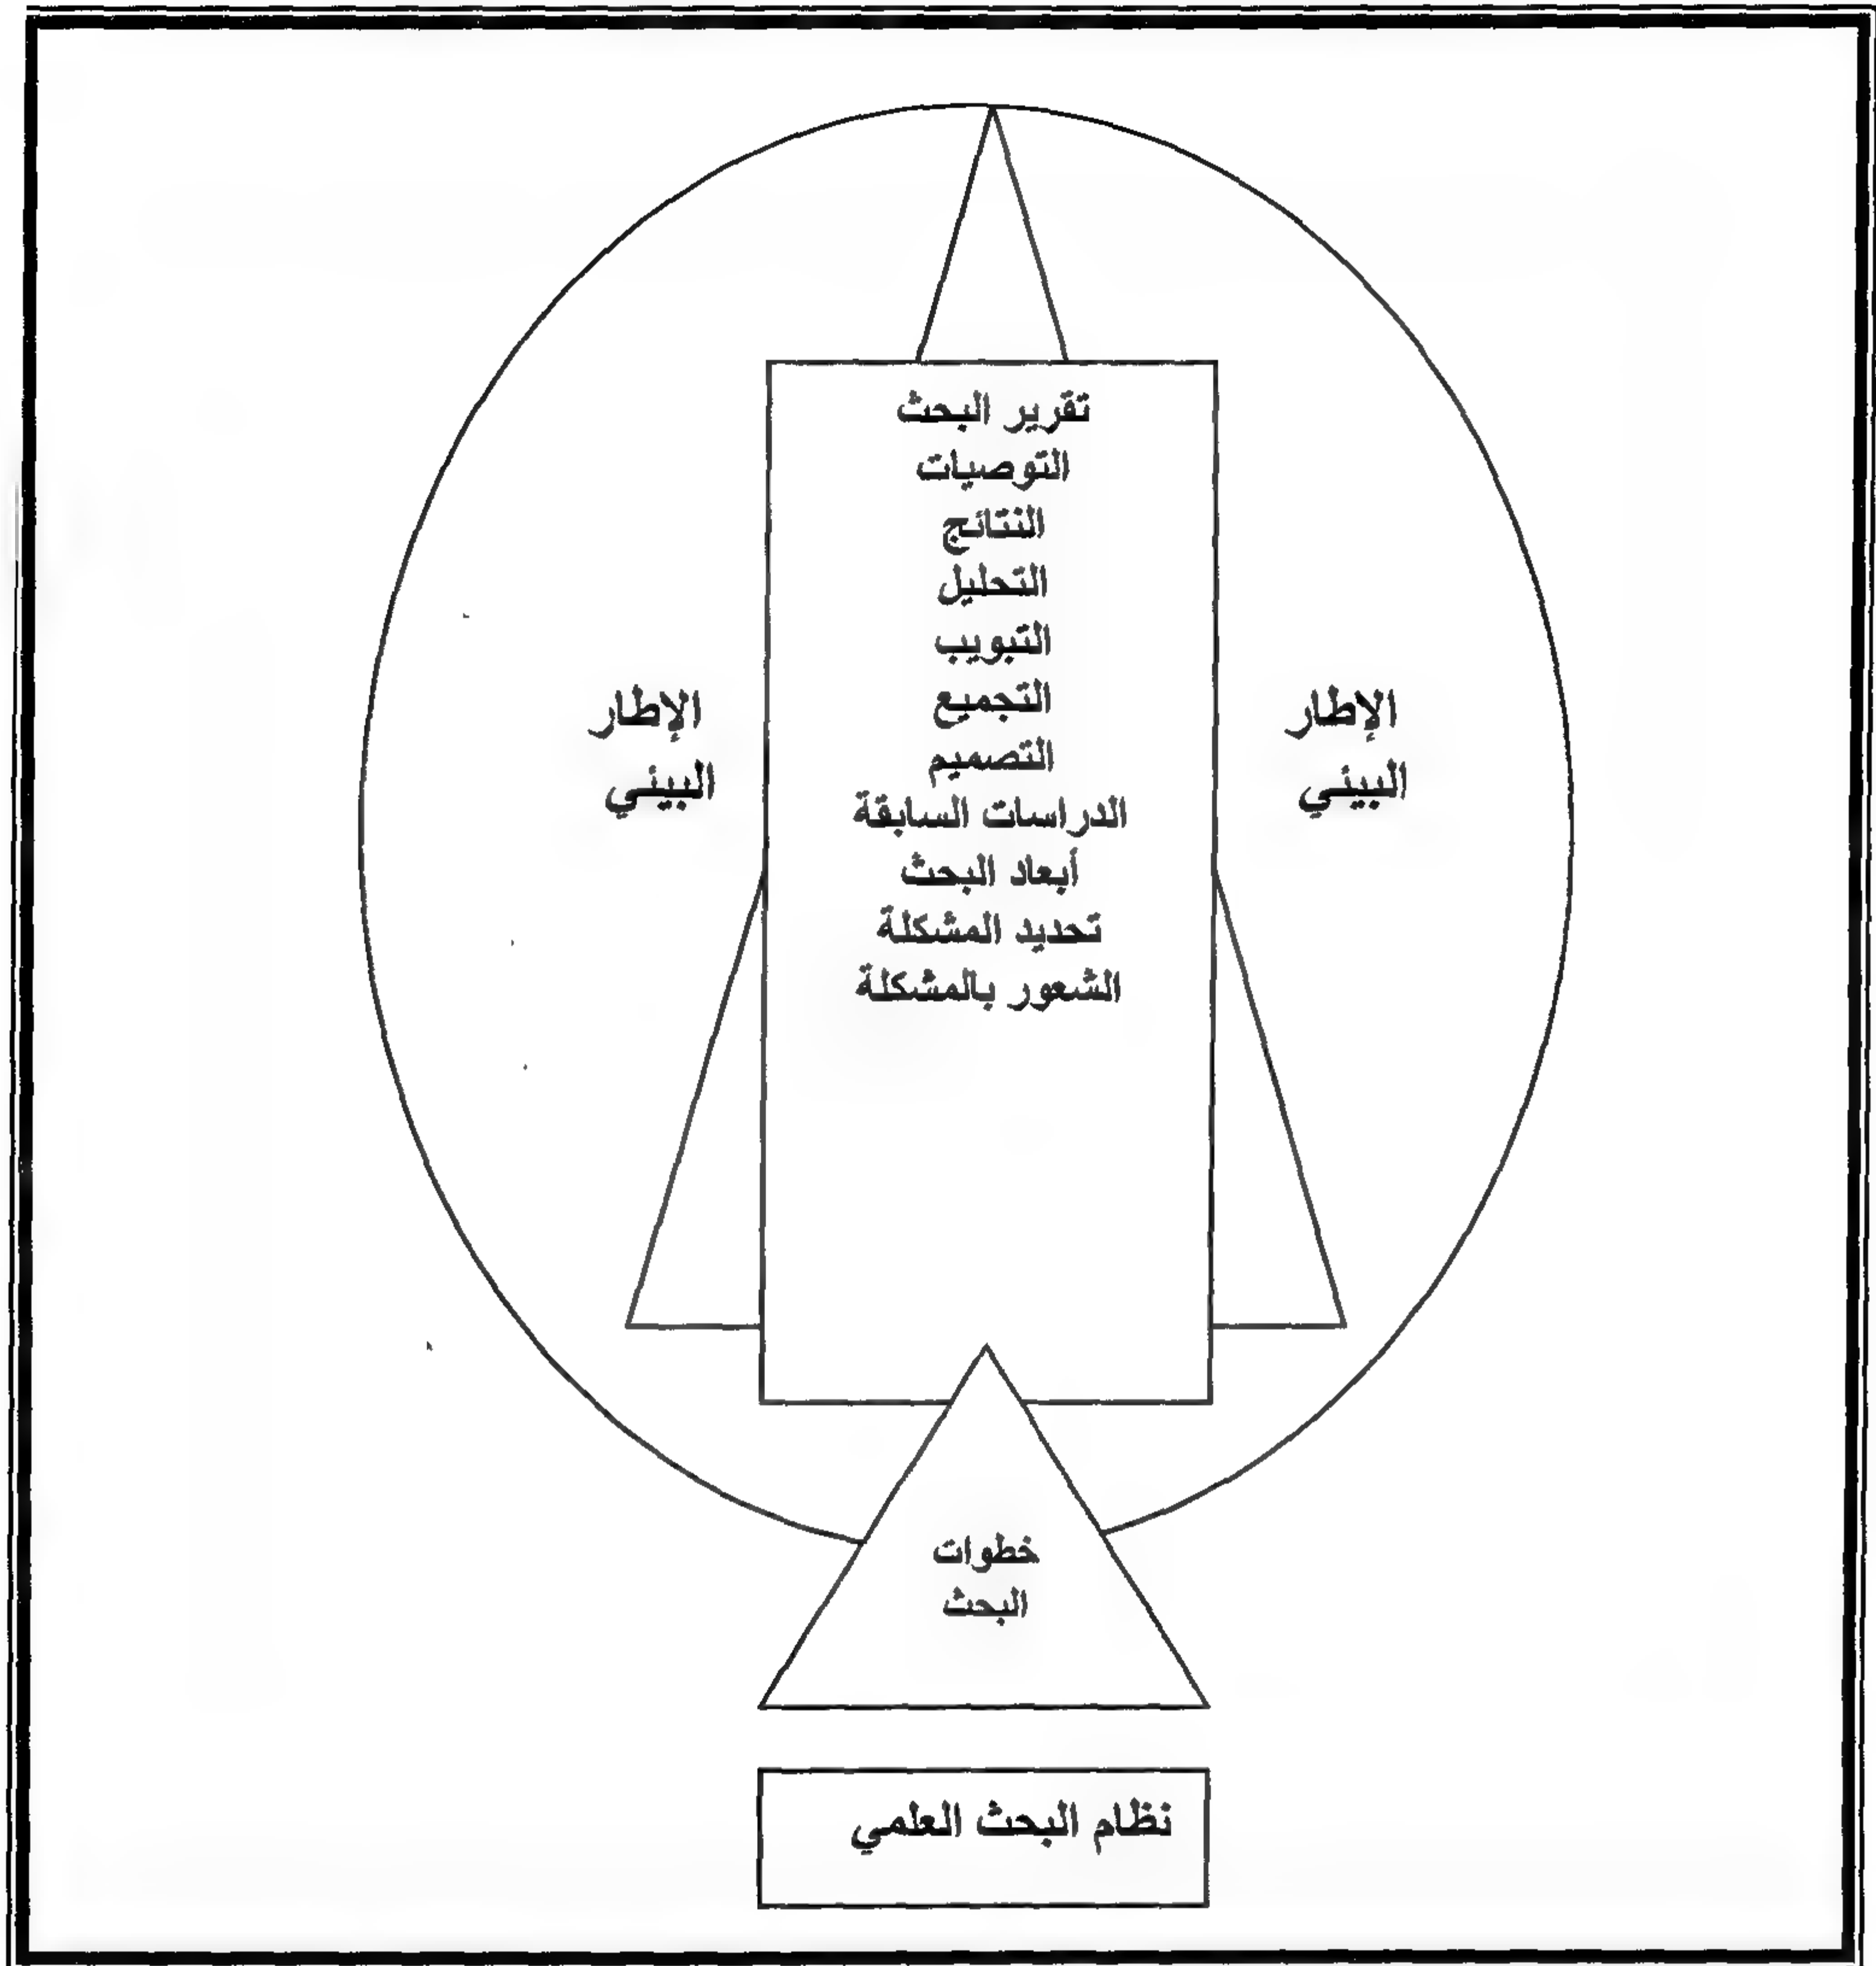 تقرير البحث
التوصيات
النتائج
التحليل
التبويب
التجميع
التصميم
الدراسات السابقة
أبعاد البحث
تحديد المشكلة
الشعور بالمشكلة
الإطار
البيئي
الإطار
البيئي
خطوات
البحث
نظام البحث العلمي